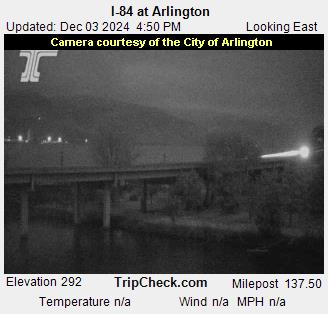 I-84 at Arlington
Updated: Dec 03 2024 4:50 PM Looking East
Camera courtesy of the City of Arlington
Elevation 292 TripCheck.com Milepost 137.50
Temperature n/a Wind n/a MPH n/a